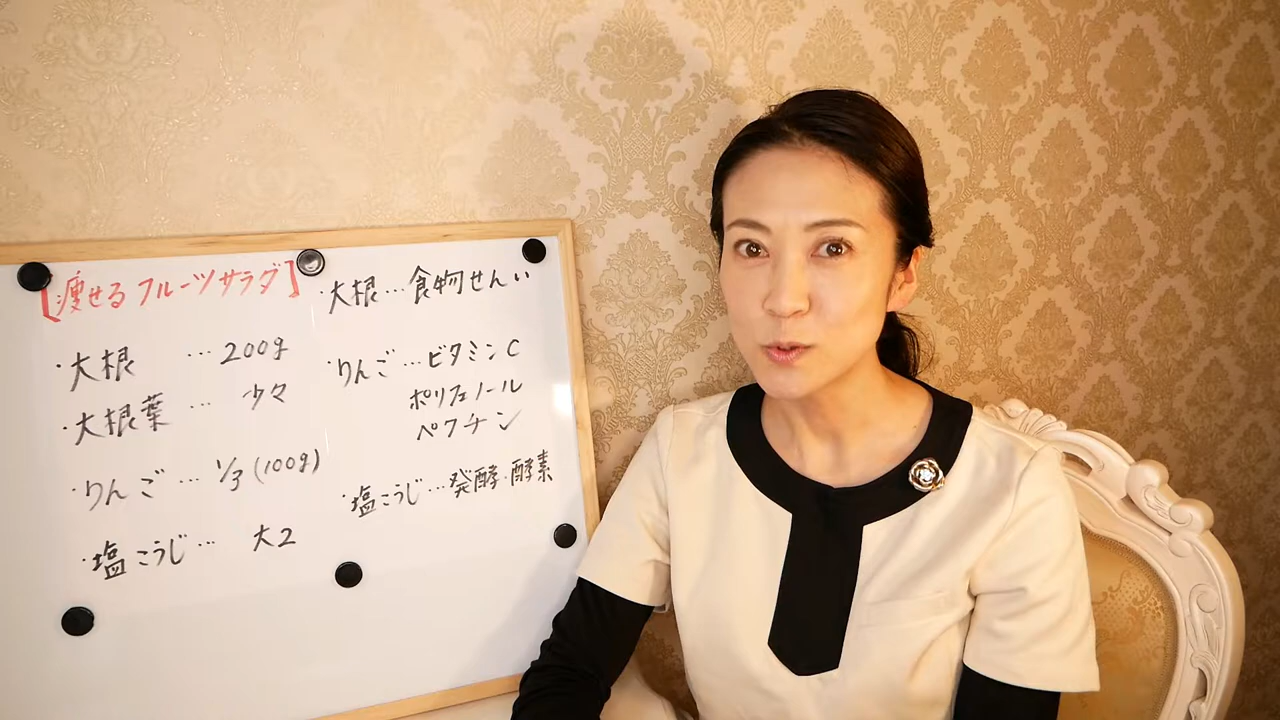 【痩せるフルーツサラダ】
・大根 …200g
・大根葉 … 少々
・りんご… 1/3(100g)
・塩こうじ… 大2
・大根…食物せんい
・りんご…ビタミンC
ポリフェノール
ペクチン
・塩こうじ…発酵・酵素